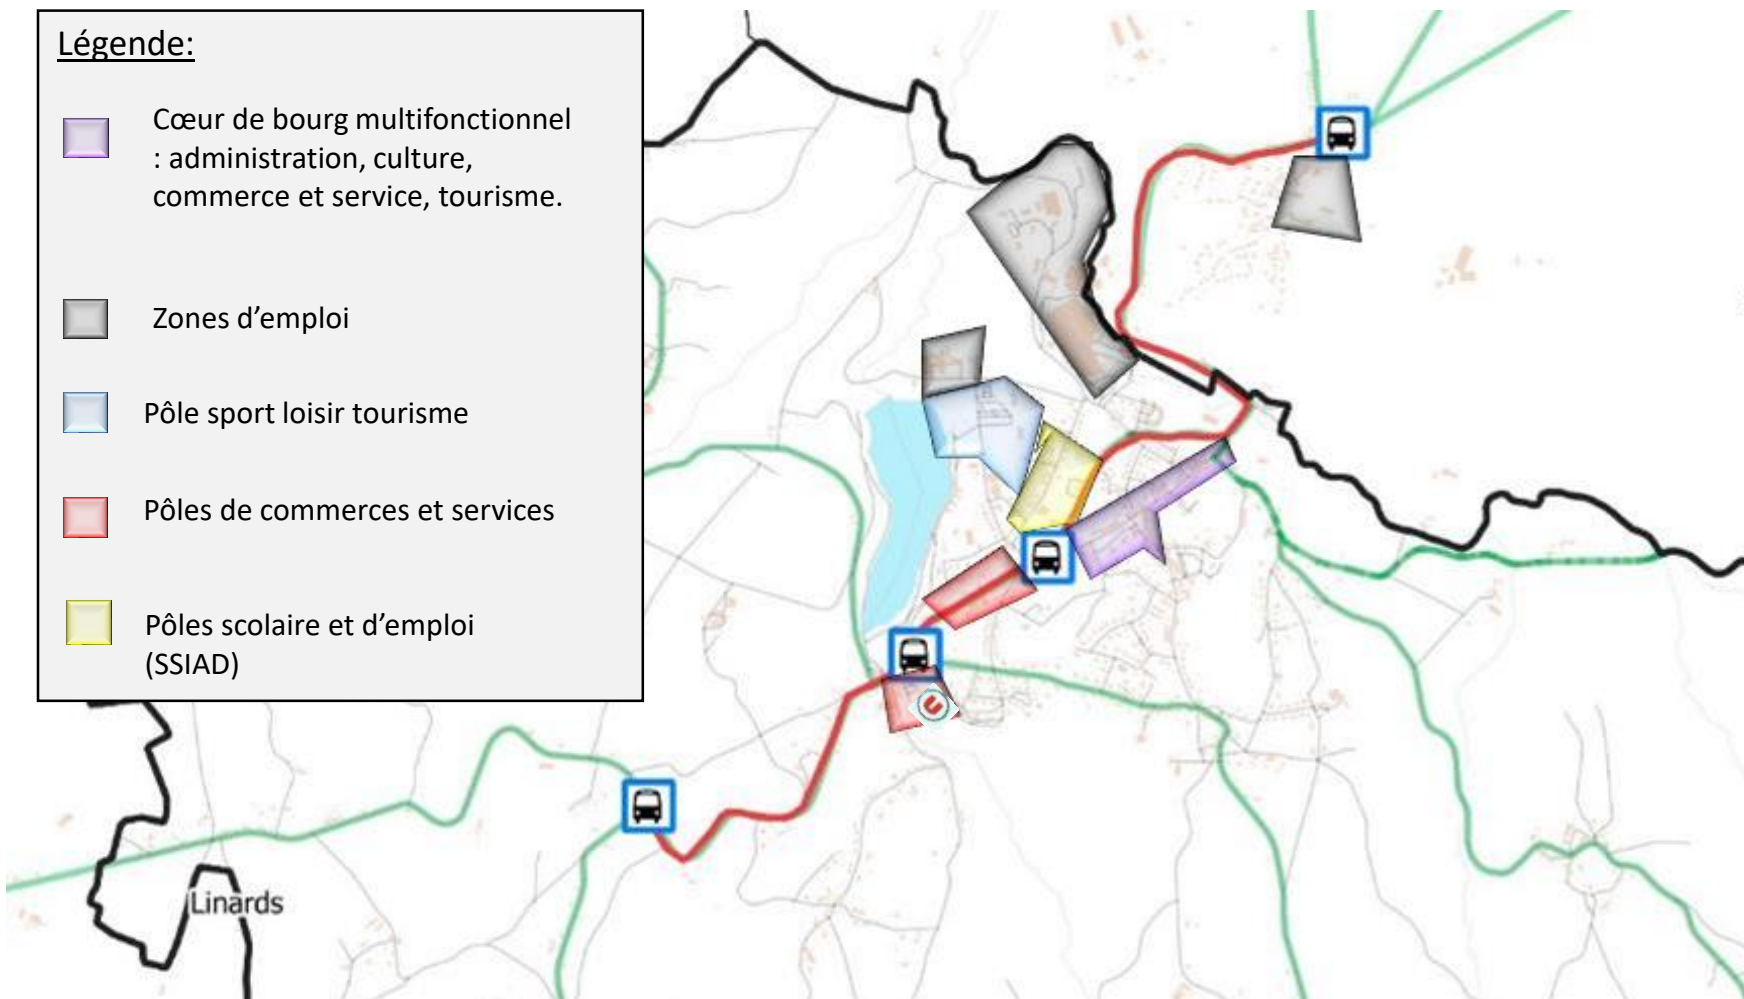 Légende:
Cœur de bourg multifonctionnel
: administration, culture,
commerce et service, tourisme.
Zones d’emploi
Pôle sport loisir tourisme
Pôles de commerces et services
Pôles scolaire et d’emploi
(SSIAD)
Linards